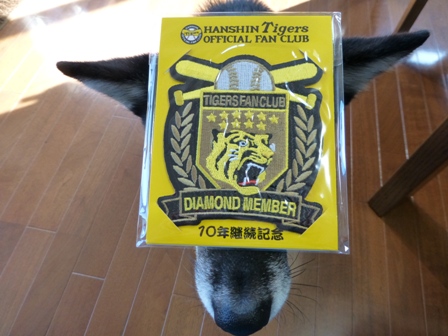 HANSHIN Tigers
OFFICIAL FAN CLUB
TIGERS FAN CLUB
DIAMOND MEMBER
10年継続記念